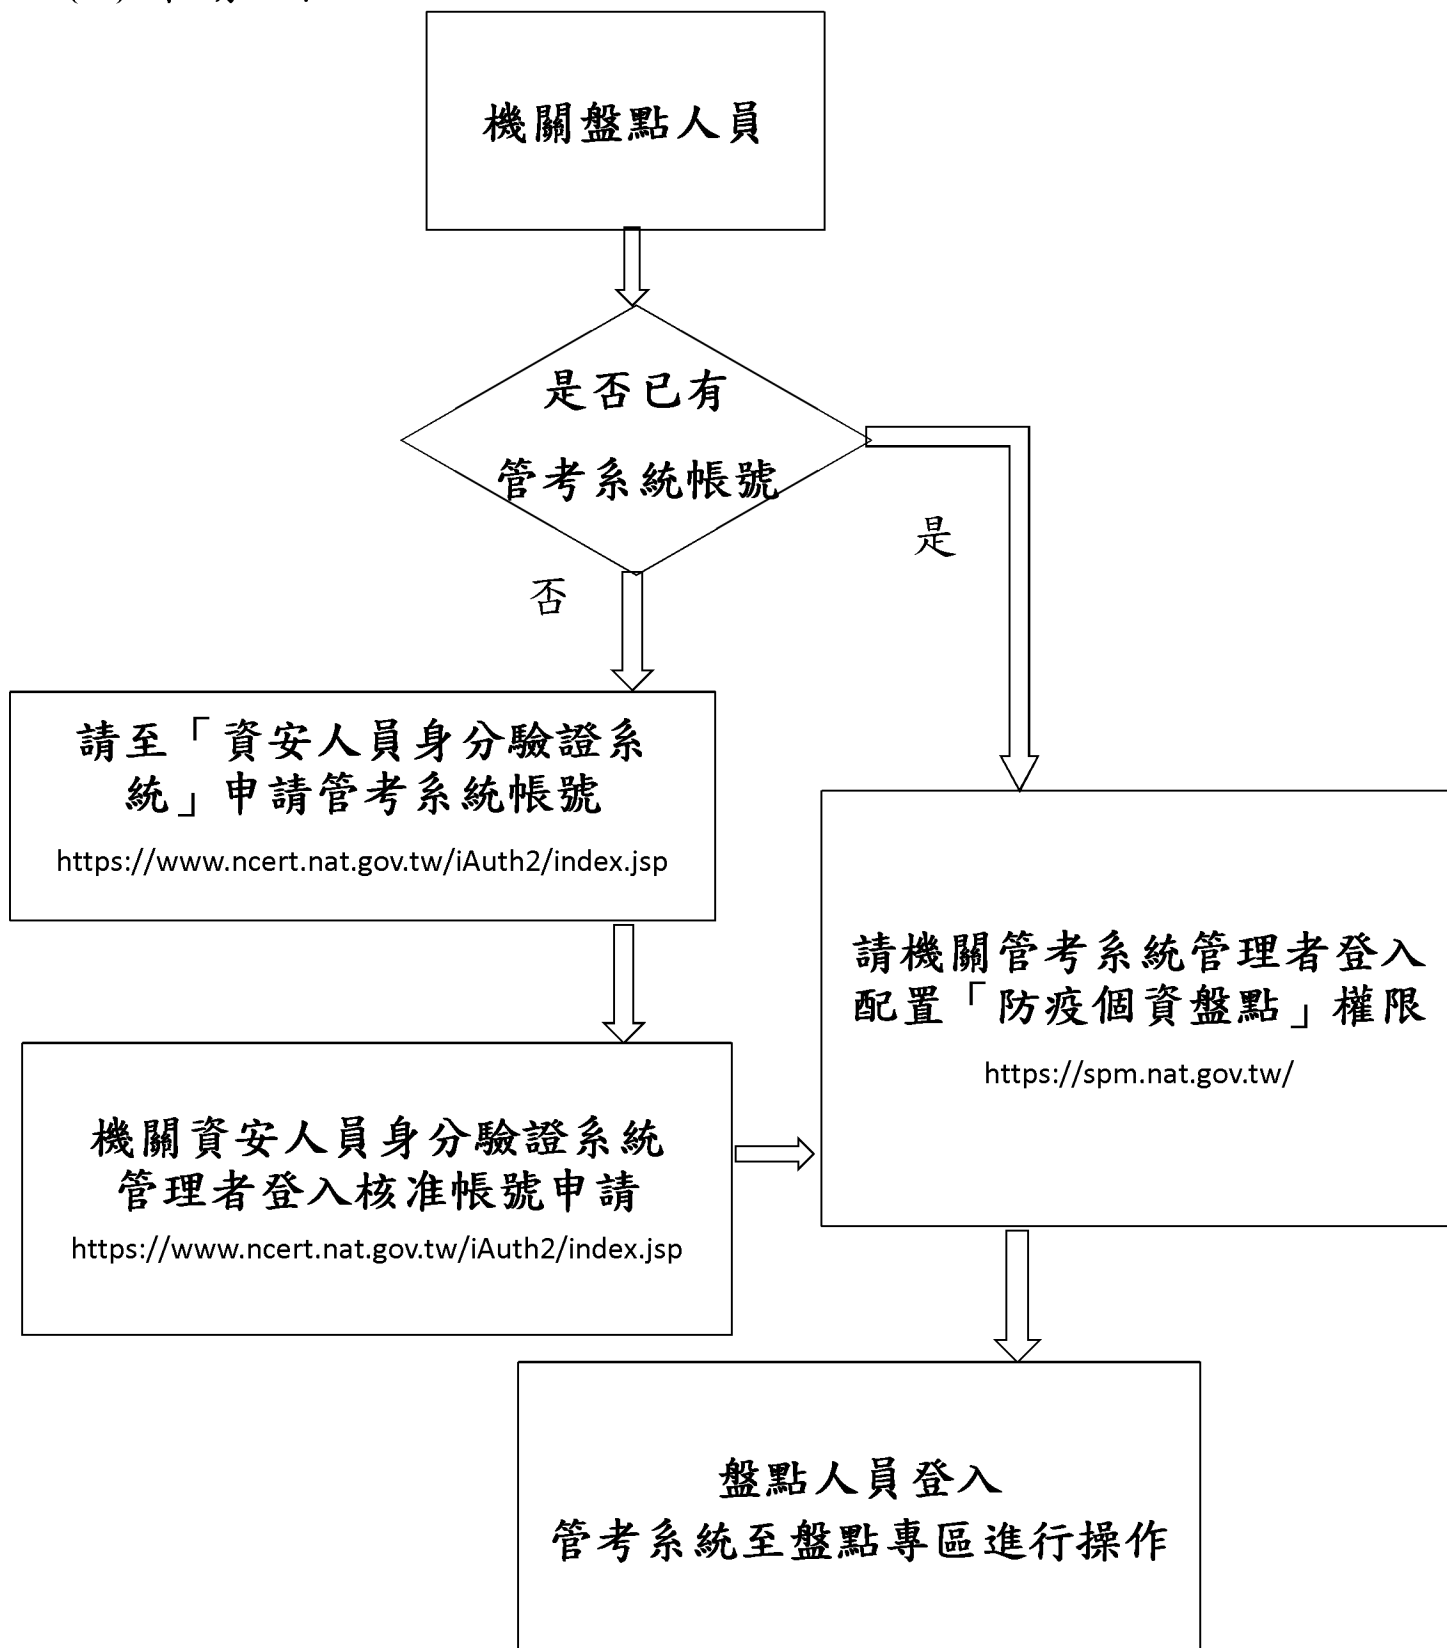 機關盤點人員
是否已有
管考系統帳號
是
否
請至「資安人員身分驗證系
統」申請管考系統帳號
https://www.ncert.nat.gov.tw/iAuth2/index.jsp
請機關管考系統管理者登入
配置「防疫個資盤點」權限
https://spm.nat.gov.tw/
機關資安人員身分驗證系統
管理者登入核准帳號申請
https://www.ncert.nat.gov.tw/iAuth2/index.jsp
盤點人員登入
管考系統至盤點專區進行操作